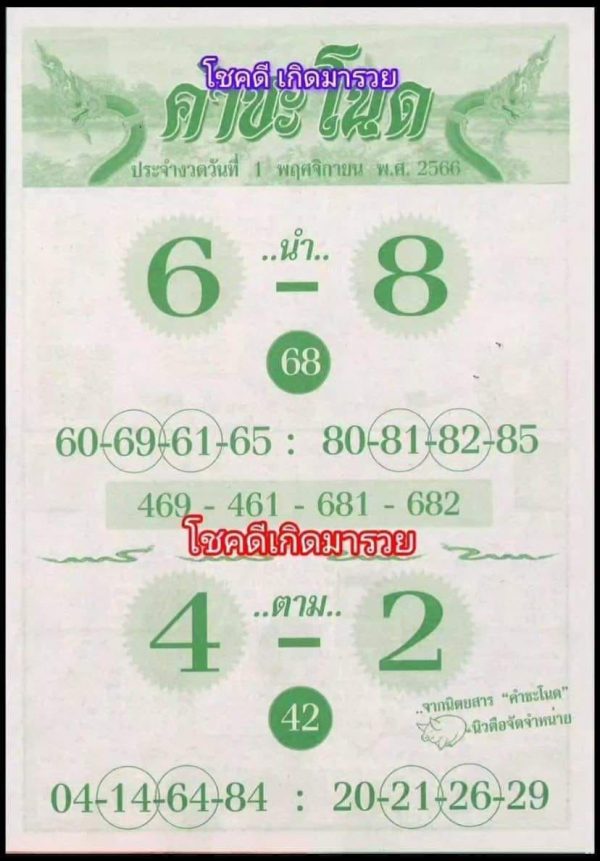 โชคดี เกิดมารวย
คำชะโนด
ประจำงวดวันที่ 1 พฤศจิกายน พ.ศ. 2566
..นำ..
6 - 8
68
60-69-61-65 : 80-81-82-85
469 - 461 - 681 - 682
โชคดีเกิดมารวย
..ตาม..
4 - 2
42
..จากนิตยสาร "คำชะโนด"
นิวตือจัดจำหน่าย
04-14-64-84 : 20-21-26-29